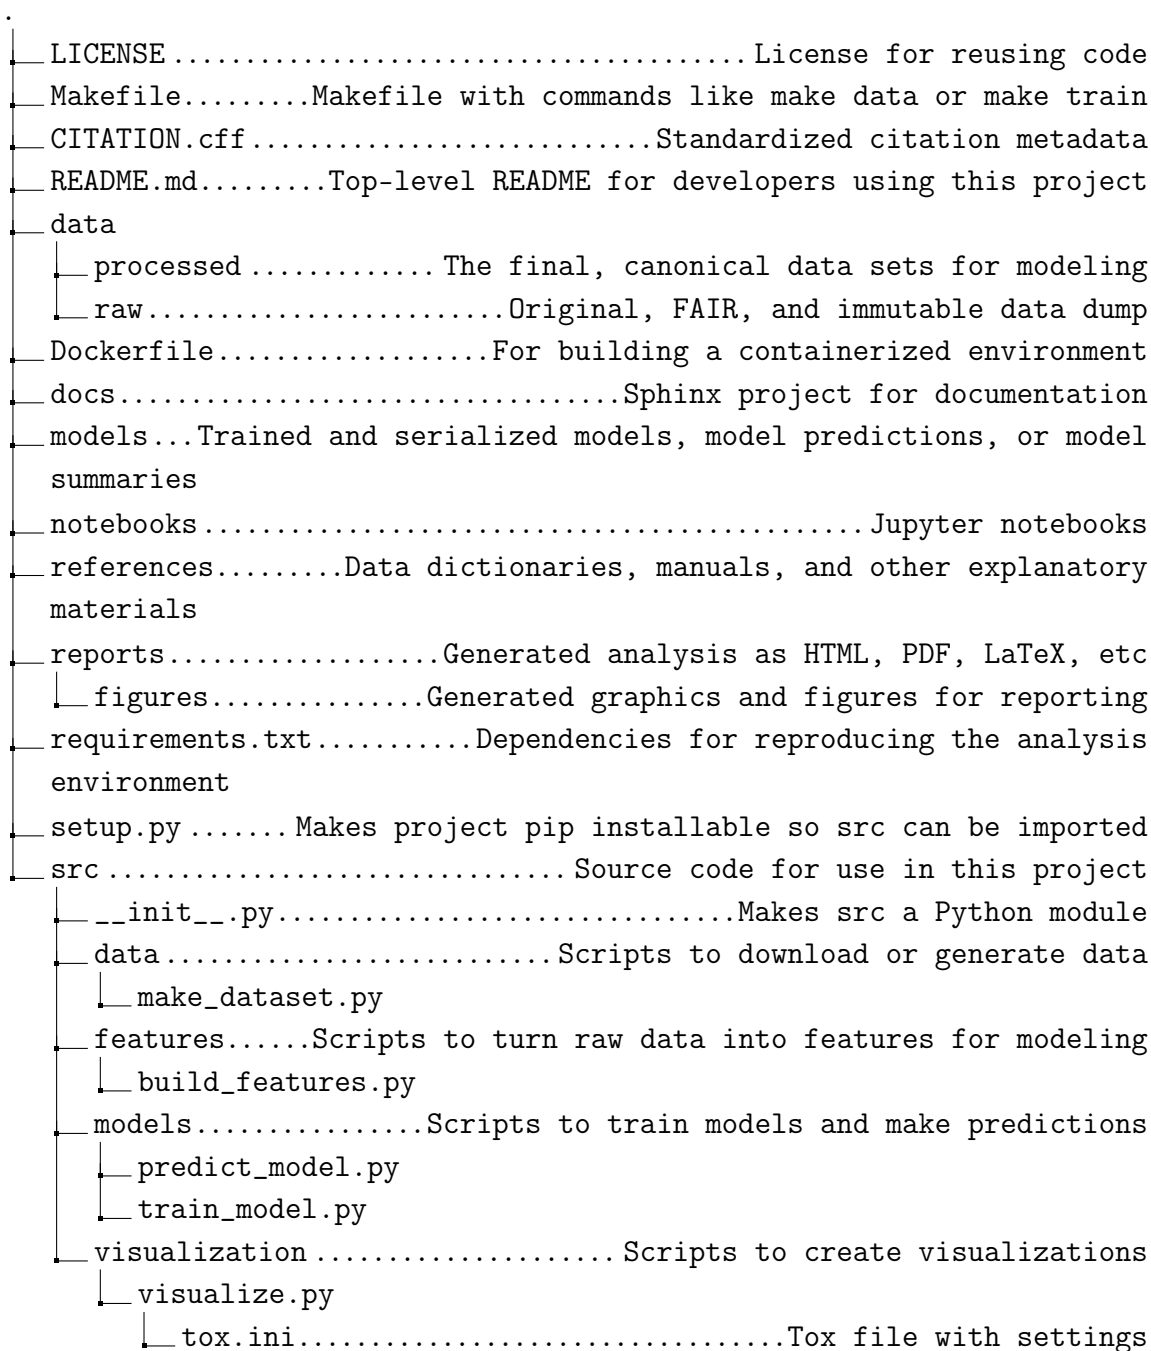 .
LICENSE........................................License for reusing code
Makefile.........Makefile with commands like make data or make train
CITATION.cff............................Standardized citation metadata
README.md.........Top-level README for developers using this project
data
processed.............The final, canonical data sets for modeling
raw.........................Original, FAIR, and immutable data dump
Dockerfile...................For building a containerized environment
docs...................................Sphinx project for documentation
models...Trained and serialized models, model predictions, or model
summaries
notebooks..............................................Jupyter notebooks
references.........Data dictionaries, manuals, and other explanatory
materials
reports...................Generated analysis as HTML, PDF, LaTeX, etc
figures...............Generated graphics and figures for reporting
requirements.txt...........Dependencies for reproducing the analysis
environment
setup.py.......Makes project pip installable so src can be imported
src................................Source code for use in this project
__init__.py................................Makes src a Python module
data...........................Scripts to download or generate data
make_dataset.py
features......Scripts to turn raw data into features for modeling
build_features.py
models................Scripts to train models and make predictions
predict_model.py
train_model.py
visualization.....................Scripts to create visualizations
visualize.py
tox.ini..................................Tox file with settings